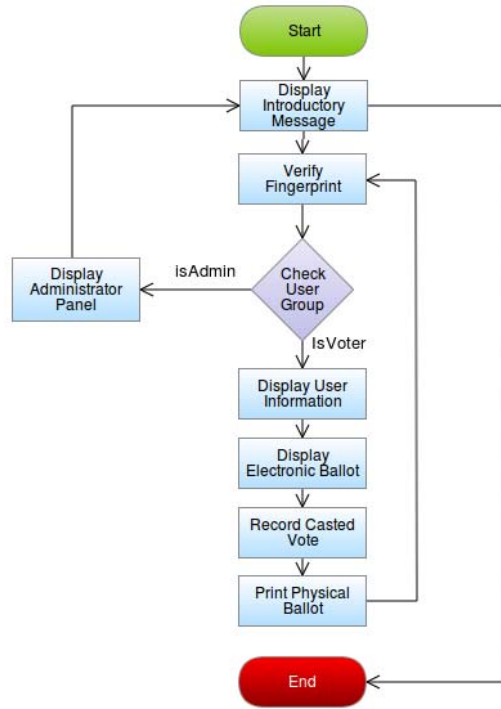 Start
Display
Introductory
Message
Verify
Fingerprint
isAdmin
Check
User
Group
Display
Administrator
Panel
IsVoter
Display User
Information
Display
Electronic Ballot
Record Casted
Vote
Print Physical
Ballot
End